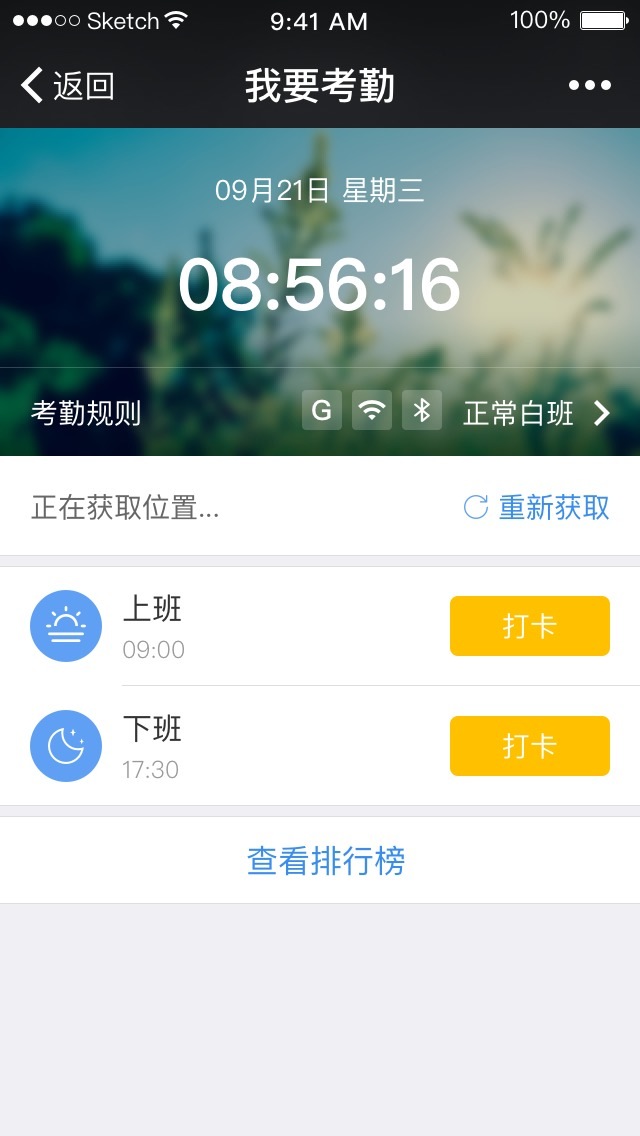 Sketch 9:41 AM 100%
返回 我要考勤
09月21日 星期三
08:56:16
考勤规则 G 正常白班
正在获取位置... 重新获取
上班
09:00
打卡
下班
17:30
打卡
查看排行榜